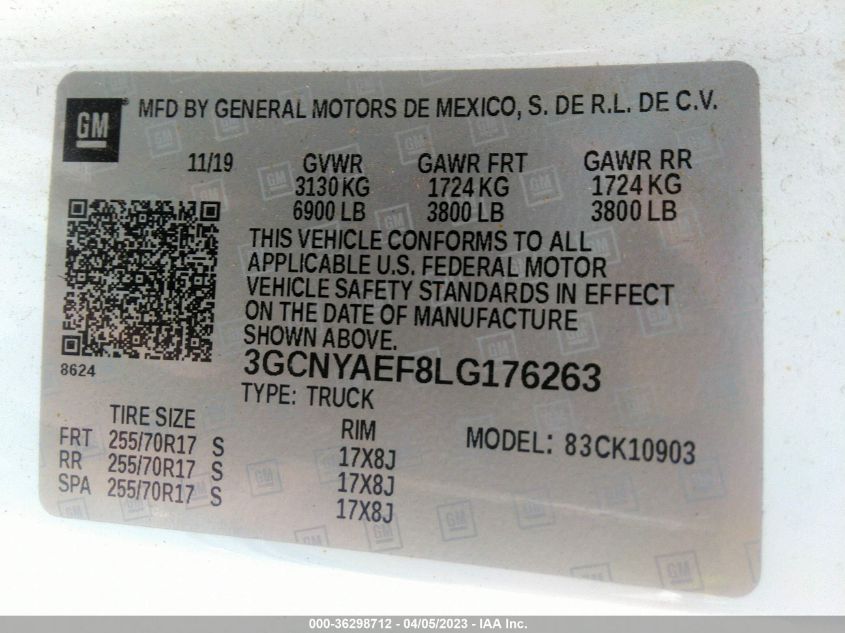 GM ® MFD BY GENERAL MOTORS DE MEXICO, S. DE R.L. DE C.V.
11/19 GVWR GAWR FRT GAWR RR
3130 KG 1724 KG 1724 KG
6900 LB 3800 LB 3800 LB
THIS VEHICLE CONFORMS TO ALL
APPLICABLE U.S. FEDERAL MOTOR
VEHICLE SAFETY STANDARDS IN EFFECT
ON THE DATE OF MANUFACTURE
SHOWN ABOVE.
8624 3GCNYAEF8LG176263
TYPE: TRUCK
TIRE SIZE RIM MODEL: 83CK10903
FRT 255/70R17 S 17X8J
RR 255/70R17 S 17X8J
SPA 255/70R17 S 17X8J
000-36298712 - 04/05/2023 - IAA Inc.